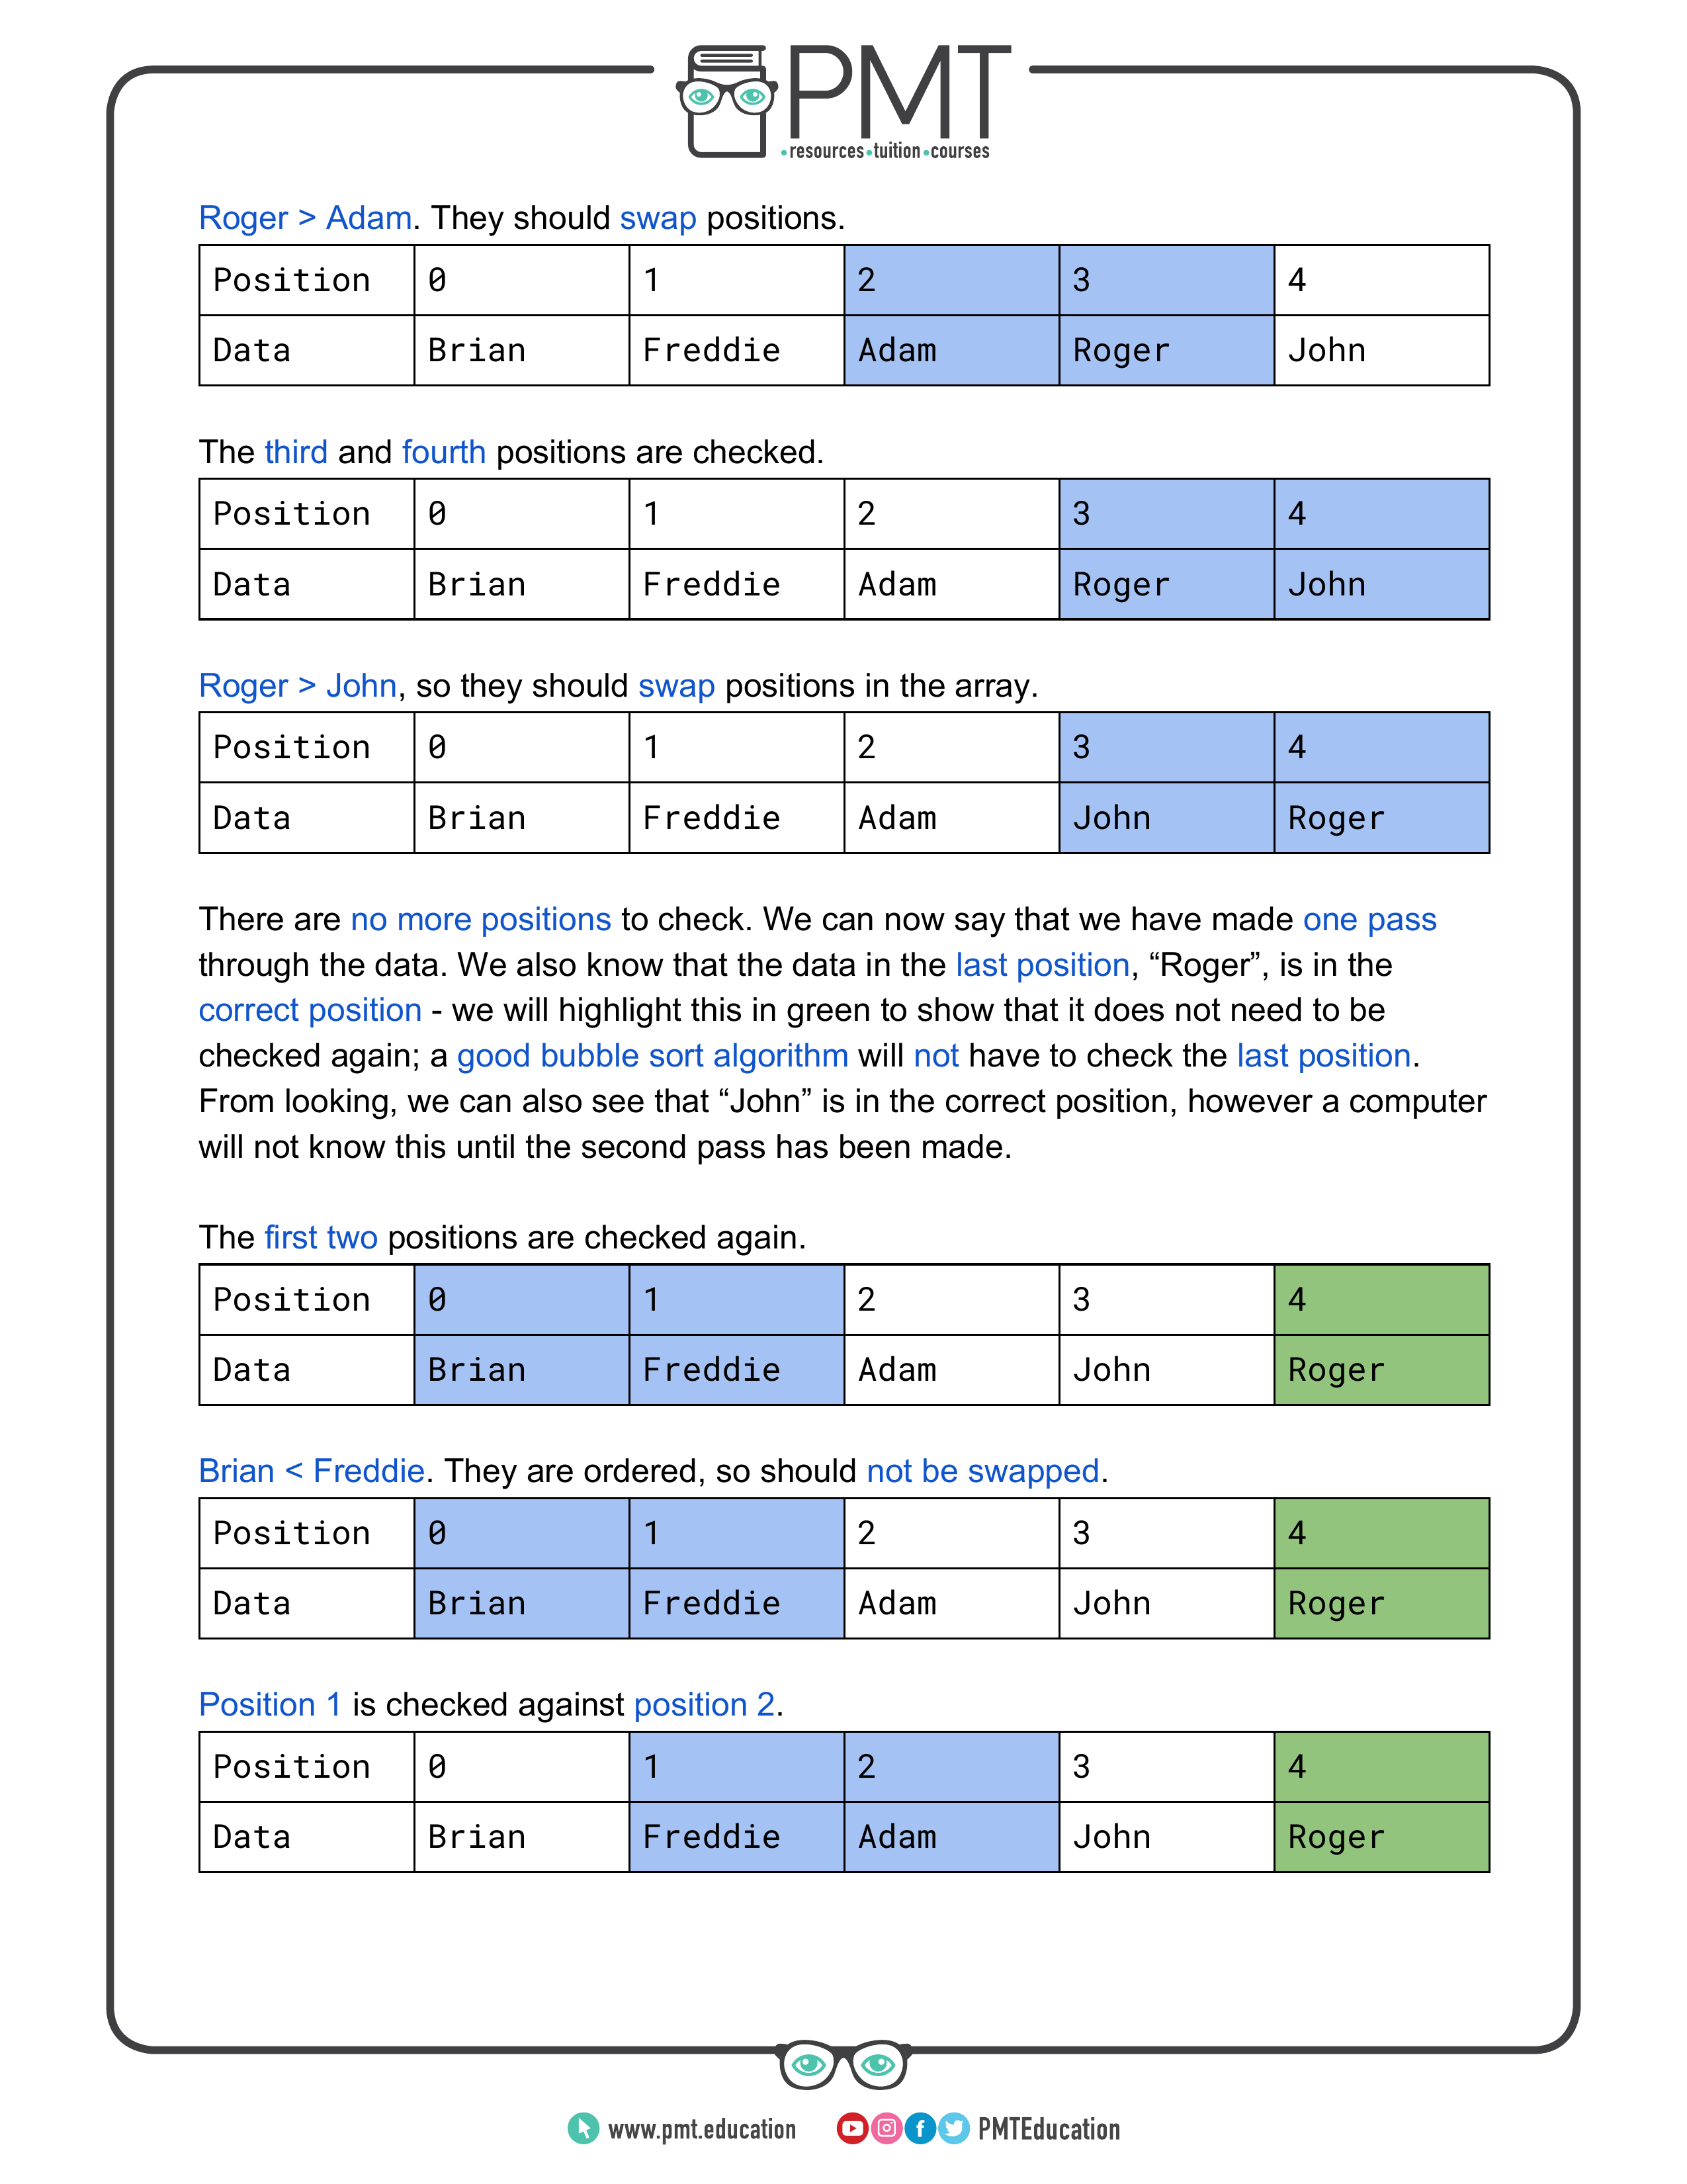 PMT
•resources•tuition•courses
Roger > Adam. They should swap positions.
Position 0 1 2 3 4
Data Brian Freddie Adam Roger John
The third and fourth positions are checked.
Position 0 1 2 3 4
Data Brian Freddie Adam Roger John
Roger > John, so they should swap positions in the array.
Position 0 1 2 3 4
Data Brian Freddie Adam John Roger
There are no more positions to check. We can now say that we have made one pass
through the data. We also know that the data in the last position, “Roger”, is in the
correct position - we will highlight this in green to show that it does not need to be
checked again; a good bubble sort algorithm will not have to check the last position.
From looking, we can also see that “John” is in the correct position, however a computer
will not know this until the second pass has been made.
The first two positions are checked again.
Position 0 1 2 3 4
Data Brian Freddie Adam John Roger
Brian < Freddie. They are ordered, so should not be swapped.
Position 0 1 2 3 4
Data Brian Freddie Adam John Roger
Position 1 is checked against position 2.
Position 0 1 2 3 4
Data Brian Freddie Adam John Roger
www.pmt.education PMTEducation